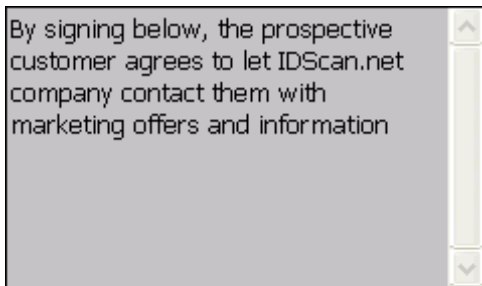 By signing below, the prospective
customer agrees to let IDScan.net
company contact them with
marketing offers and information